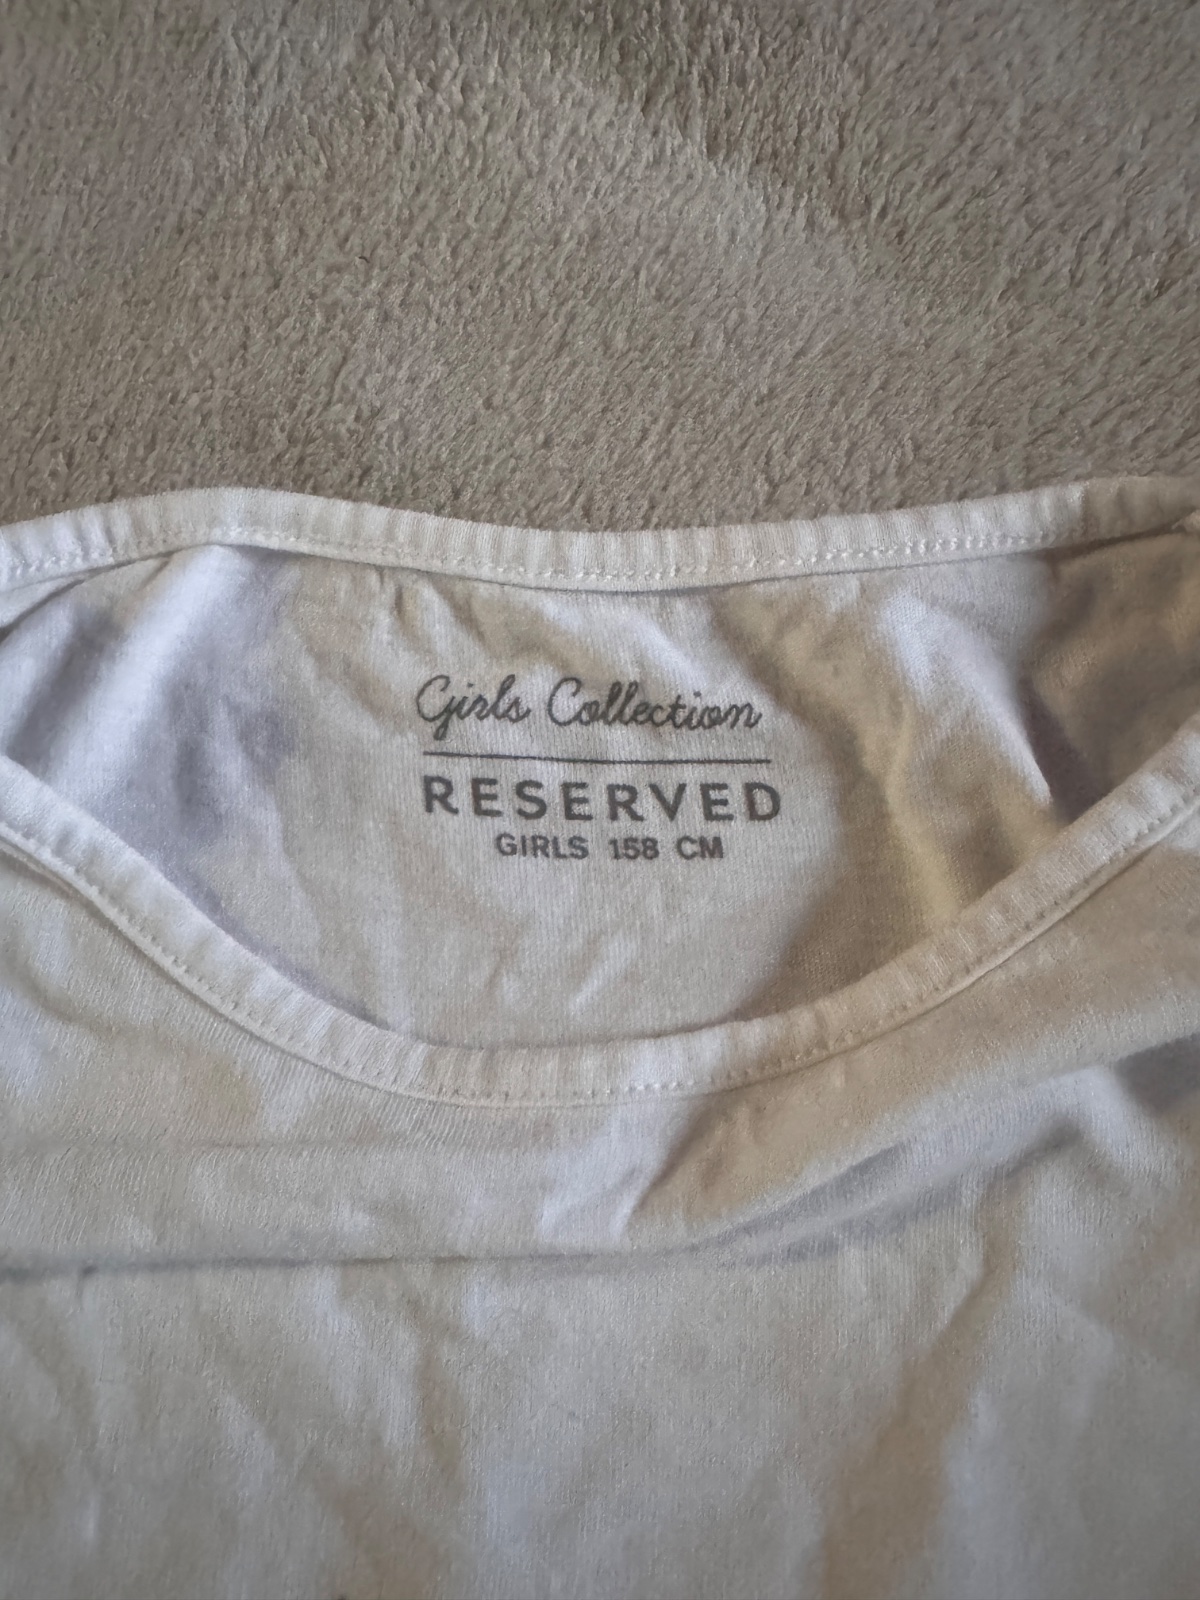 Girls Collection
RESERVED
GIRLS 158 CM